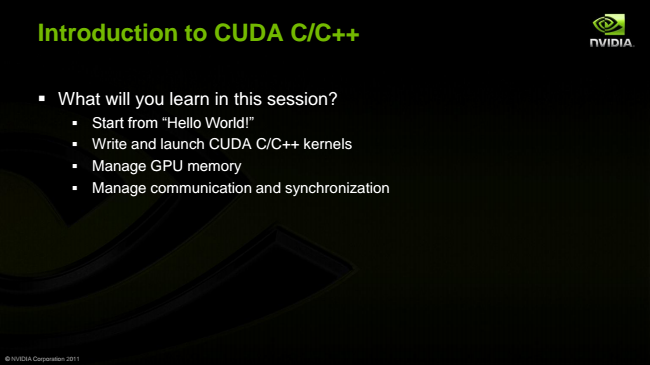 Introduction to CUDA C/C++
NVIDIA.
▪ What will you learn in this session?
▪ Start from “Hello World!”
▪ Write and launch CUDA C/C++ kernels
▪ Manage GPU memory
▪ Manage communication and synchronization
© NVIDIA Corporation 2011